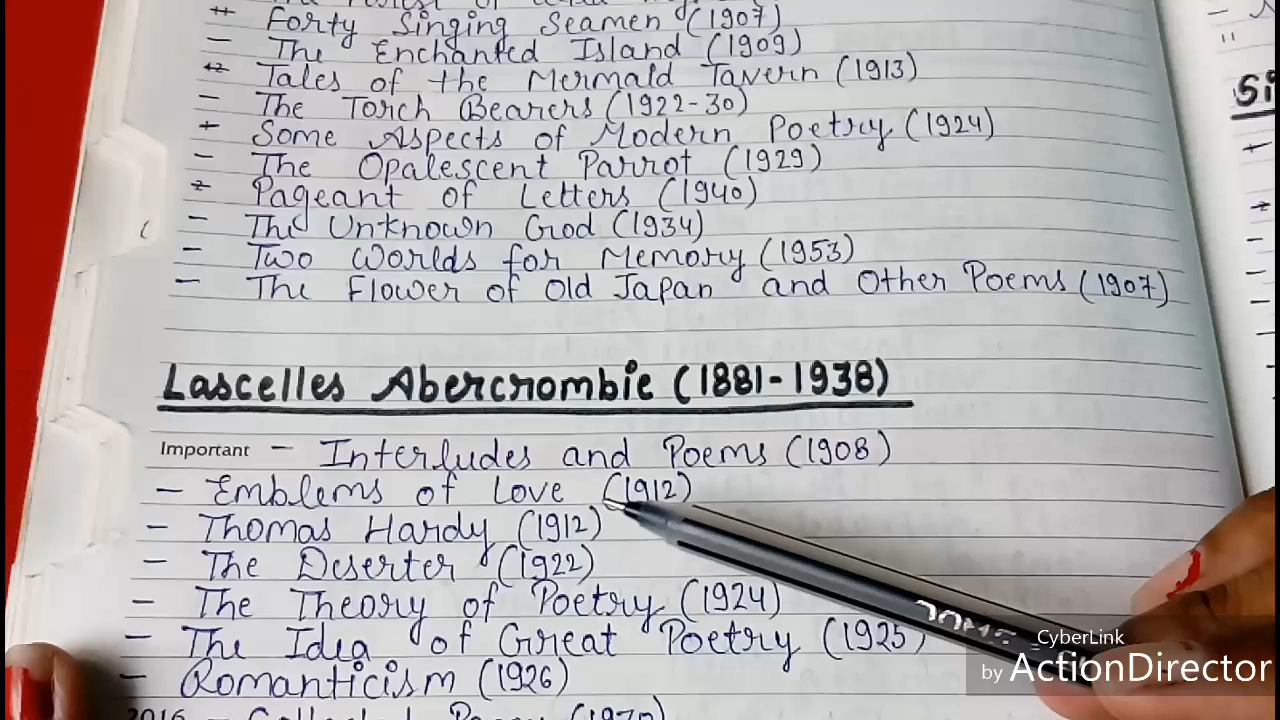 Forty Singing Seamen (1907)
- The Enchanted Island (1909)
Tales of the Mermaid Tavern (1913)
- The Torch Bearers (1922-30)
Some Aspects of Modern Poetry (1924)
- The Opalescent Parrot (1929)
Pageant of Letters (1940)
- The Unknown God (1934)
- Two Worlds for Memory (1953)
- The Flower of Old Japan and Other Poems (1907)
Lascelles Abercrombie (1881-1938)
Important - Interludes and Poems (1908)
- Emblems of Love (1912)
- Thomas Hardy (1912)
- The Deserter (1922)
- The Theory of Poetry (1924)
- The Idea of Great Poetry (1925)
- Romanticism (1926)
2016 - Collected
CyberLink
by ActionDirector